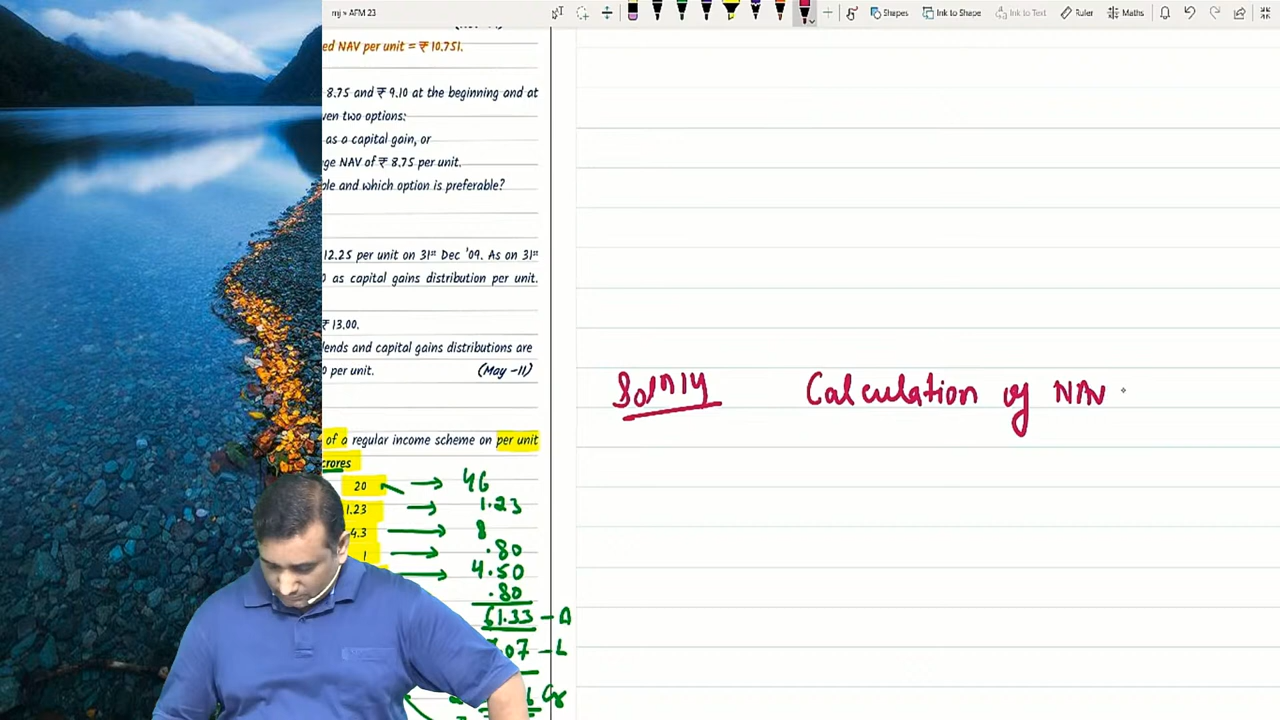 mj » AFM 23
Shapes
Ink to Shape
Ink to Text
Ruler
Maths
ed NAV per unit = ₹ 10.751.
8.75 and ₹ 9.10 at the beginning and at
ven two options:
as a capital gain, or
ge NAV of ₹ 8.75 per unit.
ple and which option is preferable?
12.25 per unit on 31st Dec '09. As on 31st
0 as capital gains distribution per unit.
₹ 13.00.
lends and capital gains distributions are
0 per unit. (May -11)
of a regular income scheme on per unit
crores
20 → 46
1.23 → 1.23
4.3 → 8
1 → .80
→ 4.50
.80
61.33 - A
07 - L
Cr
Calculation of NAV